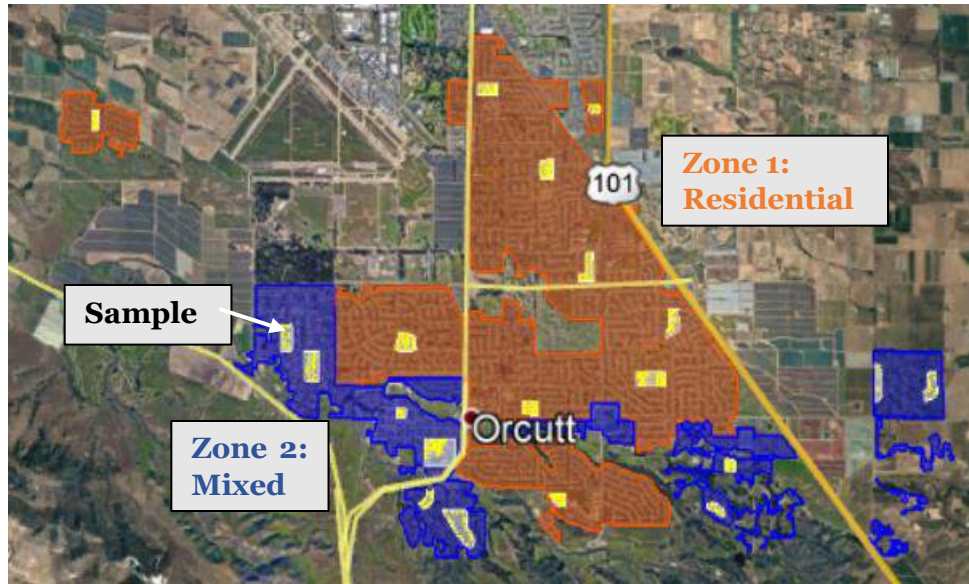 101
Zone 1:
Residential
Sample
Orcutt
Zone 2:
Mixed